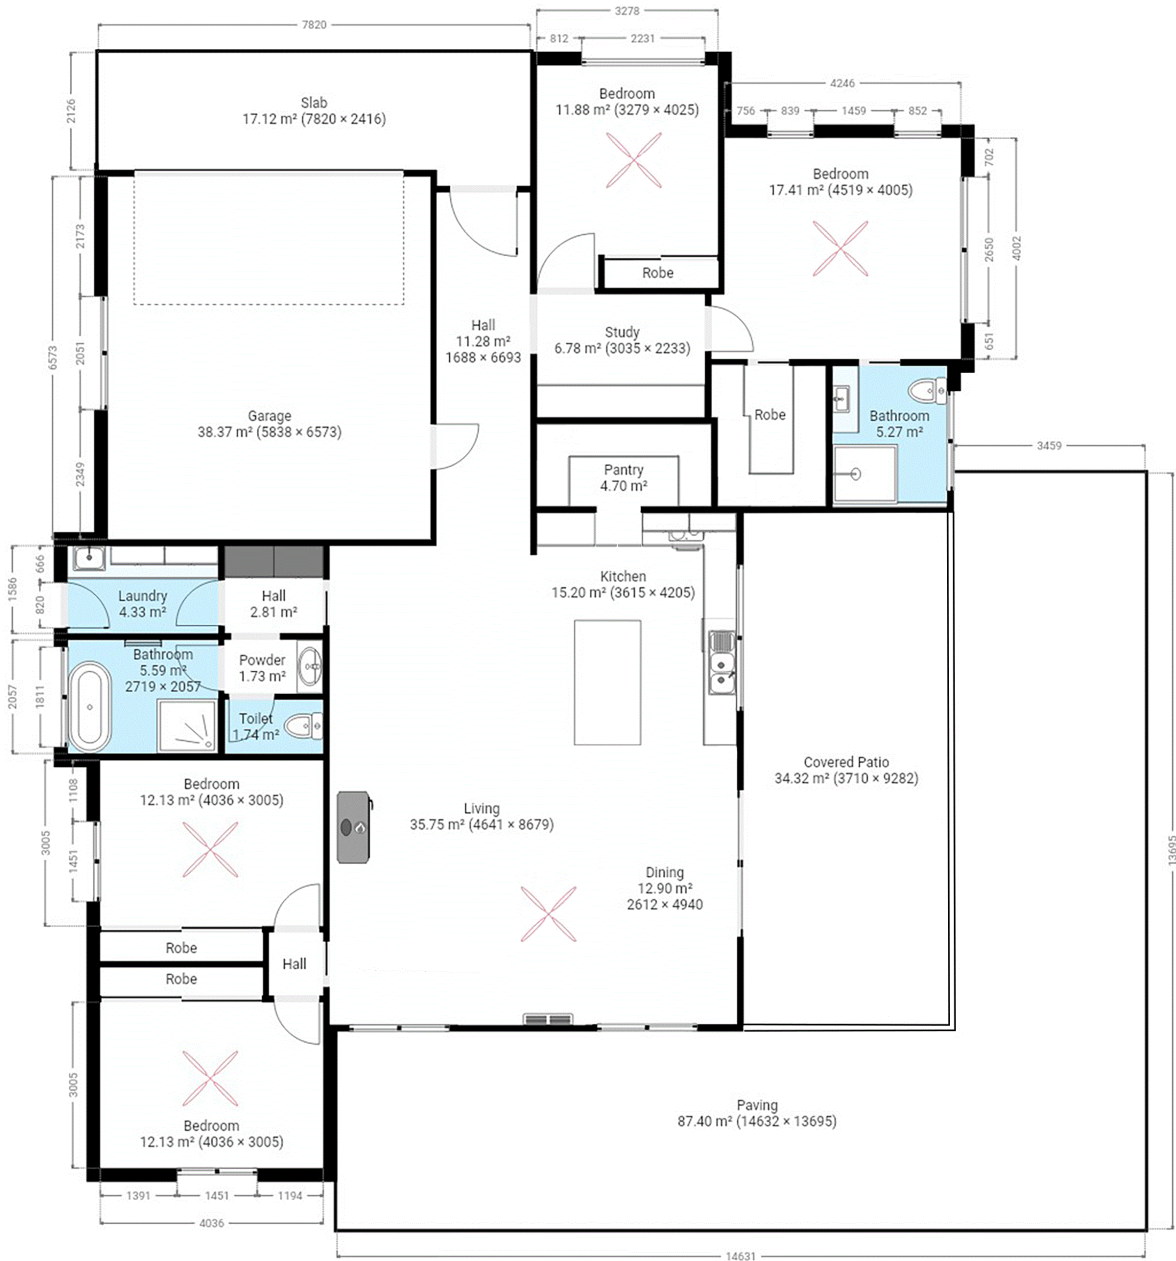 3278
7820
812
2231
4246
756
839
1459
852
2126
Slab
17.12 m² (7820 × 2416)
Bedroom
11.88 m² (3279 × 4025)
702
Bedroom
17.41 m² (4519 × 4005)
2173
2650
4002
Robe
Hall
11.28 m²
1688 × 6693
Study
6.78 m² (3035 × 2233)
651
6573
2051
Garage
38.37 m² (5838 × 6573)
Robe
Bathroom
5.27 m²
3459
2349
Pantry
4.70 m²
666
1586
820
Laundry
4.33 m²
Hall
2.81 m²
Kitchen
15.20 m² (3615 × 4205)
Bathroom
5.59 m²
2719 × 2057
Powder
1.73 m²
2057
1811
Toilet
1.74 m²
Covered Patio
34.32 m² (3710 × 9282)
1108
Bedroom
12.13 m² (4036 × 3005)
Living
35.75 m² (4641 × 8679)
3005
1451
Dining
12.90 m²
2612 × 4940
13695
Robe
Hall
Robe
3005
Bedroom
12.13 m² (4036 × 3005)
Paving
87.40 m² (14632 × 13695)
1391
1451
1194
4036
14631